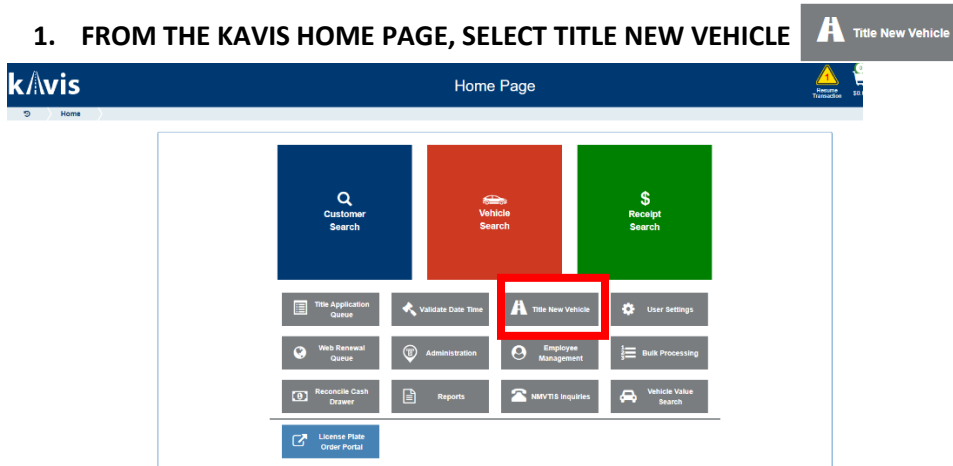 1. FROM THE KAVIS HOME PAGE, SELECT TITLE NEW VEHICLE
Title New Vehicle
kavis
Home Page
1
Resume
Transaction
Home
Customer
Search
Vehicle
Search
$
Receipt
Search
Title Application
Queue
Validate Date Time
Title New Vehicle
User Settings
Web Renewal
Queue
Administration
Employee
Management
Bulk Processing
Reconcile Cash
Drawer
Reports
NMVTIS Inquiries
Vehicle Value
Search
License Plate
Order Portal